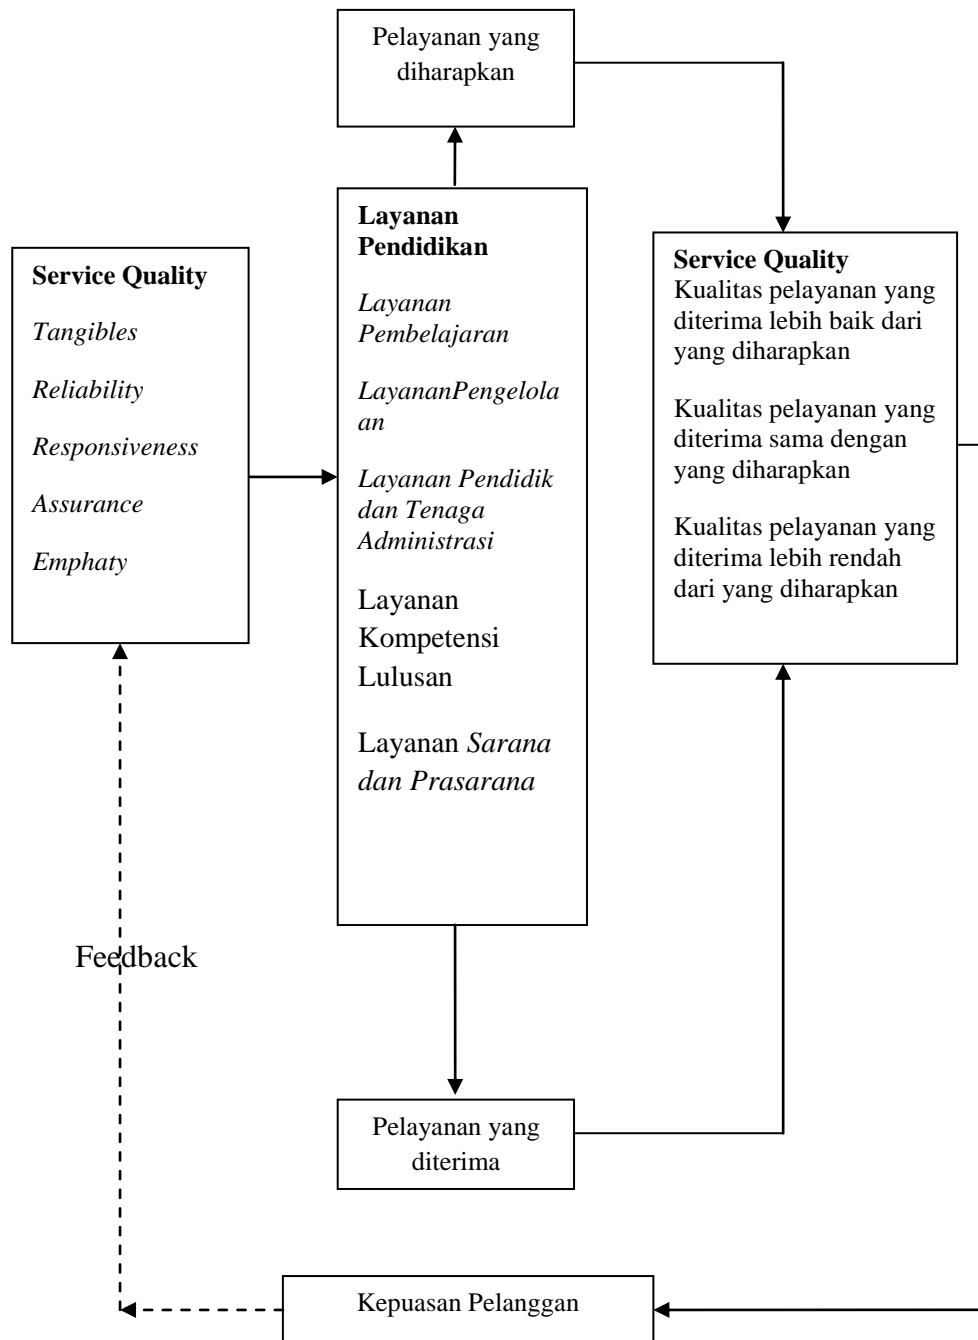 Pelayanan yang
diharapkan
Service Quality
Tangibles
Reliability
Responsiveness
Assurance
Emphaty
Layanan
Pendidikan
Layanan
Pembelajaran
LayananPengelola
an
Layanan Pendidik
dan Tenaga
Administrasi
Layanan
Kompetensi
Lulusan
Layanan Sarana
dan Prasarana
Service Quality
Kualitas pelayanan yang
diterima lebih baik dari
yang diharapkan
Kualitas pelayanan yang
diterima sama dengan
yang diharapkan
Kualitas pelayanan yang
diterima lebih rendah
dari yang diharapkan
Feedback
Pelayanan yang
diterima
Kepuasan Pelanggan